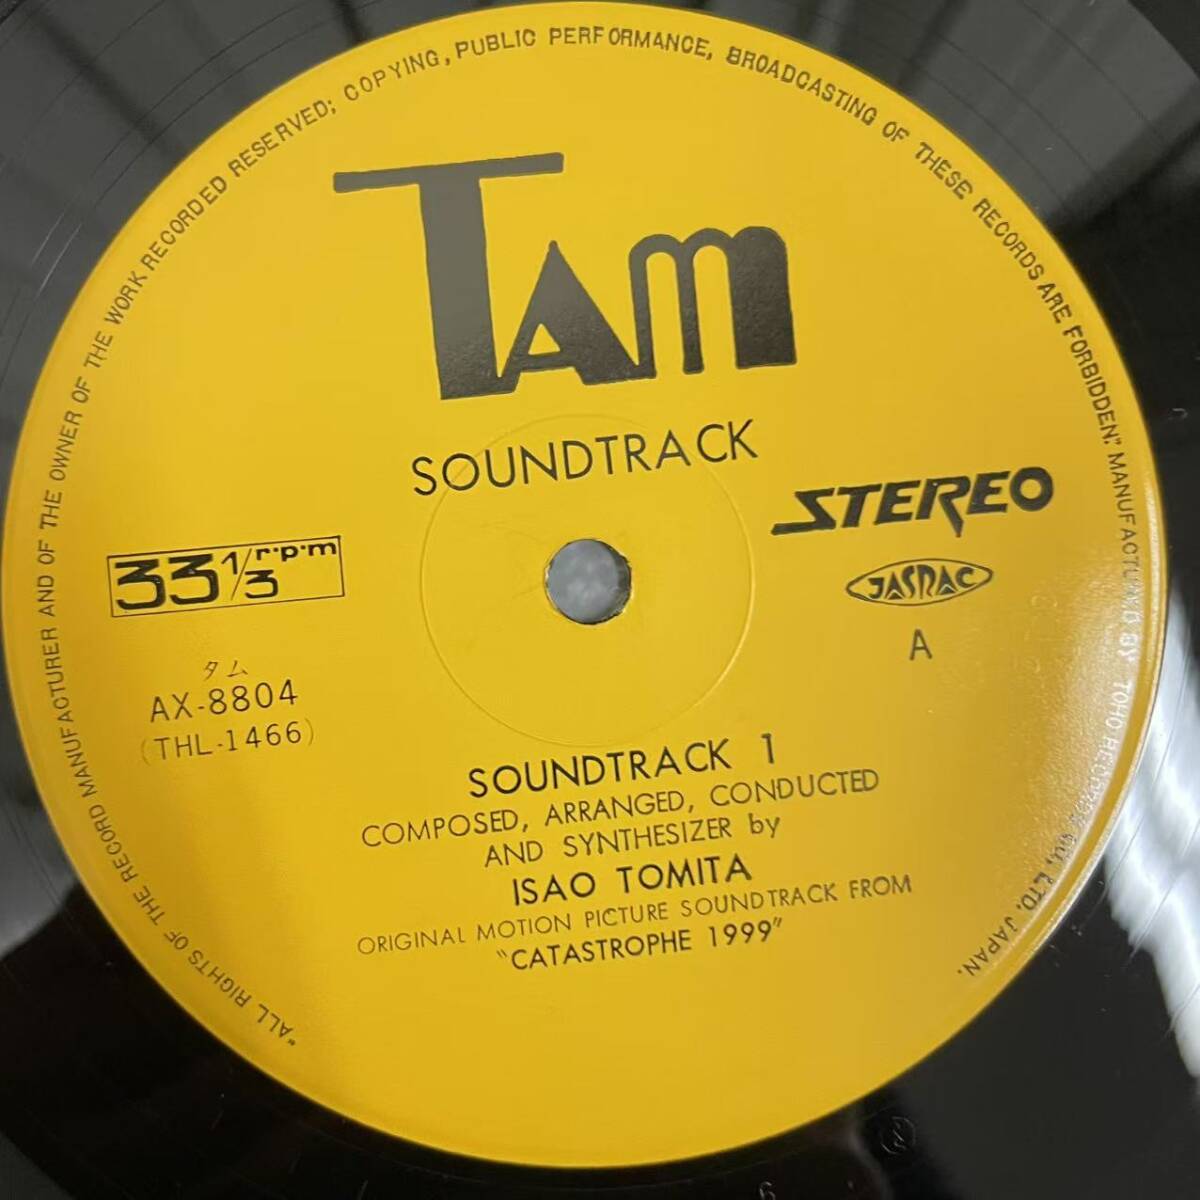 "ALL RIGHTS OF THE RECORD MANUFACTURER AND OF THE OWNER OF THE WORK RECORDED RESERVED; COPYING, PUBLIC PERFORMANCE, BROADCASTING OF THESE RECORDS ARE FORBIDDEN." MANUFACTURED BY TOHO RECORDS CO., LTD. JAPAN.
TAM
SOUNDTRACK
STEREO
33 1/3 r.p.m
JASRAC
A
タム
AX-8804
(THL-1466)
SOUNDTRACK 1
COMPOSED, ARRANGED, CONDUCTED
AND SYNTHESIZER by
ISAO TOMITA
ORIGINAL MOTION PICTURE SOUNDTRACK FROM
"CATASTROPHE 1999"
6